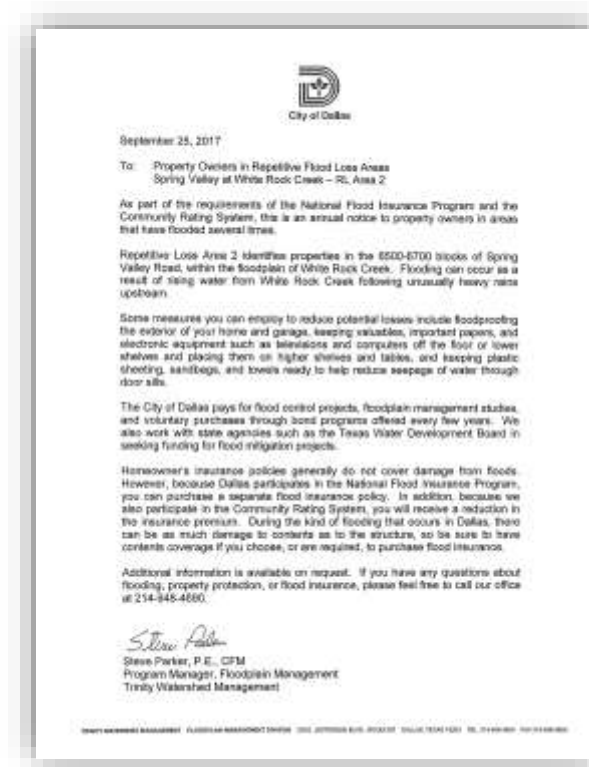 City of Dallas
September 25, 2017
To: Property Owners in Repetitive Flood Loss Areas
Spring Valley at White Rock Creek – RL Area 2
As part of the requirements of the National Flood Insurance Program and the
Community Rating System, this is an annual notice to property owners in areas
that have flooded several times.
Repetitive Loss Area 2 identifies properties in the 6500-6700 blocks of Spring
Valley Road, within the floodplain of White Rock Creek. Flooding can occur as a
result of rising water from White Rock Creek following unusually heavy rains
upstream.
Some measures you can employ to reduce potential losses include floodproofing
the exterior of your home and garage, keeping valuables, important papers, and
electronic equipment such as televisions and computers off the floor or lower
shelves and placing them on higher shelves and tables, and keeping plastic
sheeting, sandbags, and towels ready to help reduce seepage of water through
door sills.
The City of Dallas pays for flood control projects, floodplain management studies,
and voluntary purchases through bond programs offered every few years. We
also work with state agencies such as the Texas Water Development Board in
seeking funding for flood mitigation projects.
Homeowner's insurance policies generally do not cover damage from floods.
However, because Dallas participates in the National Flood Insurance Program,
you can purchase a separate flood insurance policy. In addition, because we
also participate in the Community Rating System, you will receive a reduction in
the insurance premium. During the kind of flooding that occurs in Dallas, there
can be as much damage to contents as to the structure, so be sure to have
contents coverage if you choose, or are required, to purchase flood insurance.
Additional information is available on request. If you have any questions about
flooding, property protection, or flood insurance, please feel free to call our office
at 214-948-4690.
Steve Parker, P.E., CFM
Program Manager, Floodplain Management
Trinity Watershed Management
TRINITY WATERSHED MANAGEMENT FLOODPLAIN MANAGEMENT DIVISION